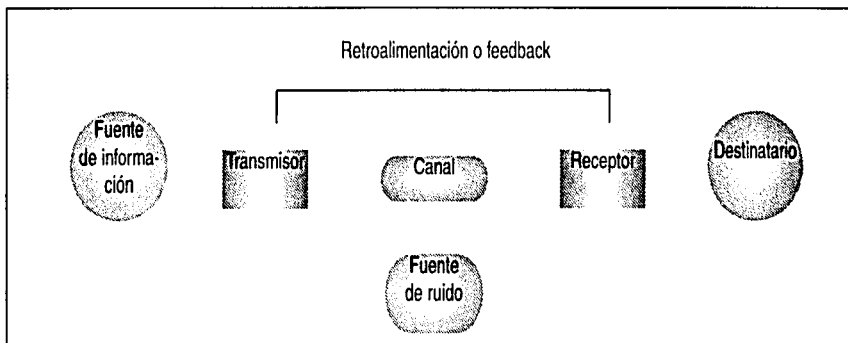 Retroalimentación o feedback
Fuente
de informa-
ción
Transmisor
Canal
Receptor
Destinatario
Fuente
de ruido